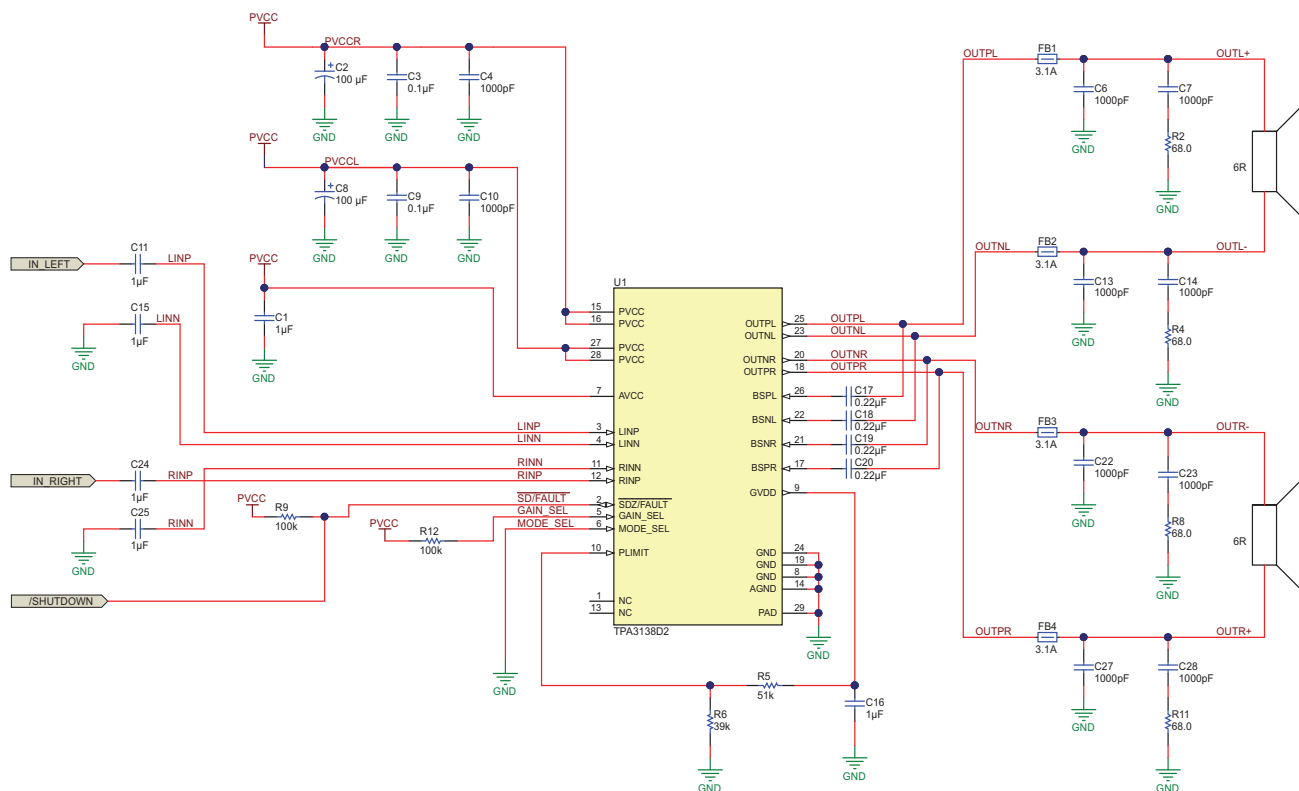 PVCC
PVCCR
C2
100 µF
C3
0.1µF
C4
1000pF
GND
GND
GND
PVCC
PVCCL
C8
100 µF
C9
0.1µF
C10
1000pF
GND
GND
GND
IN_LEFT
C11
1µF
LINP
C15
1µF
LINN
GND
PVCC
C1
1µF
GND
IN_RIGHT
C24
1µF
RINP
C25
1µF
RINN
GND
PVCC
R9
100k
PVCC
R12
100k
/SHUTDOWN
LINP
LINN
RINN
RINP
SD/FAULT
GAIN_SEL
MODE_SEL
GND
U1
15 PVCC
16 PVCC
27 PVCC
28 PVCC
7 AVCC
3 LINP
4 LINN
11 RINN
12 RINP
2 SDZ/FAULT
5 GAIN_SEL
6 MODE_SEL
10 PLIMIT
1 NC
13 NC
TPA3138D2
OUTPL 25 OUTPL
OUTNL 23 OUTNL
OUTNR 20 OUTNR
OUTPR 18 OUTPR
BSPL 26
BSNL 22
BSNR 21
BSPR 17
GVDD 9
GND 24
GND 19
GND 8
AGND 14
PAD 29
GND
C17
0.22µF
C18
0.22µF
C19
0.22µF
C20
0.22µF
R5
51k
R6
39k
GND
C16
1µF
GND
OUTPL
FB1
3.1A
OUTL+
C6
1000pF
GND
C7
1000pF
R2
68.0
GND
6R
OUTNL
FB2
3.1A
OUTL-
C13
1000pF
GND
C14
1000pF
R4
68.0
GND
OUTNR
FB3
3.1A
OUTR-
C22
1000pF
GND
C23
1000pF
R8
68.0
GND
6R
OUTPR
FB4
3.1A
OUTR+
C27
1000pF
GND
C28
1000pF
R11
68.0
GND